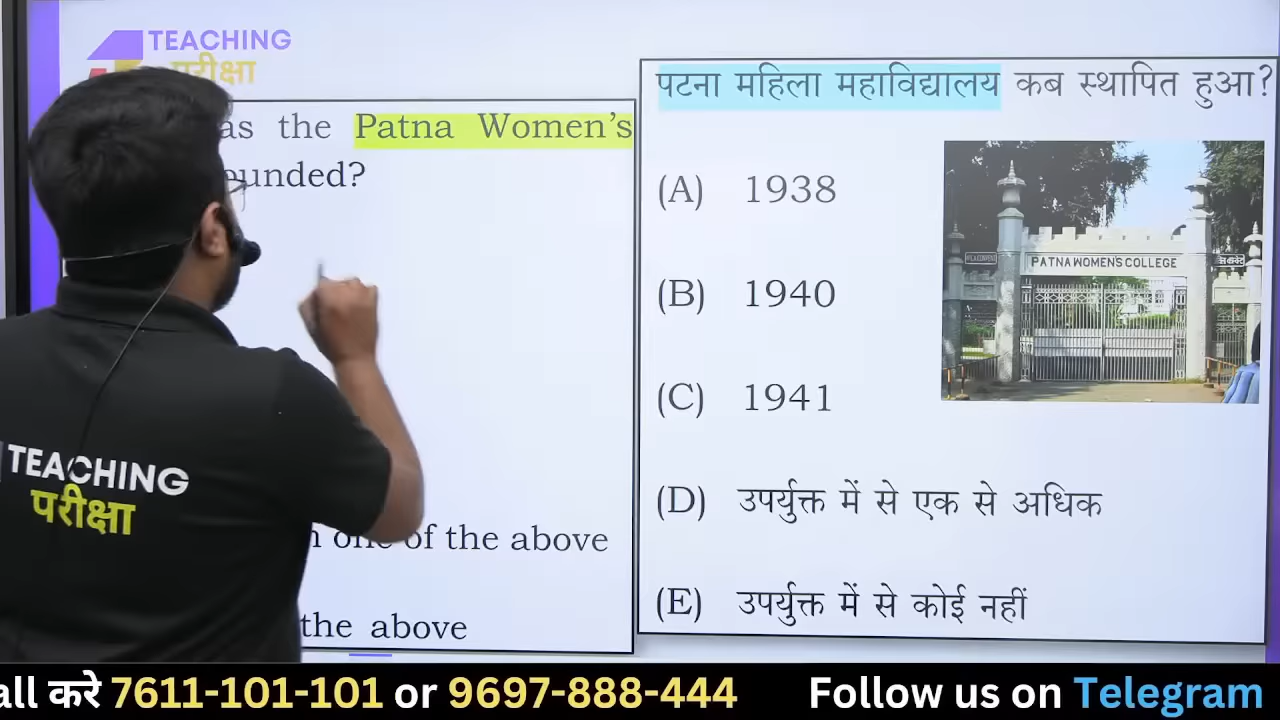 TEACHING
परीक्षा
as the Patna Women's
ounded?
n one of the above
the above
पटना महिला महाविद्यालय कब स्थापित हुआ?
(A) 1938
(B) 1940
(C) 1941
(D) उपर्युक्त में से एक से अधिक
(E) उपर्युक्त में से कोई नहीं
PATNA WOMEN'S COLLEGE
TEACHING
परीक्षा
all करे 7611-101-101 or 9697-888-444 Follow us on Telegram